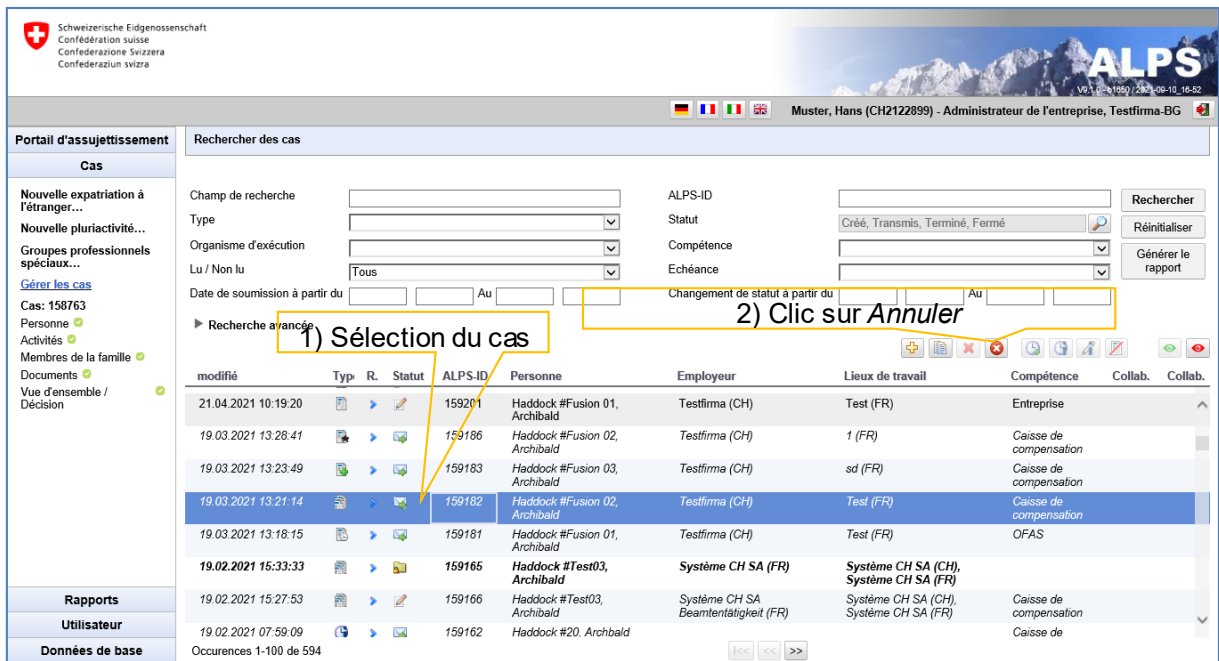 Schweizerische Eidgenossenschaft
Confédération suisse
Confederazione Svizzera
Confederaziun svizra
ALPS
V9.1.0 - b1650 / 2021-09-10_16-52
Muster, Hans (CH2122899) - Administrateur de l'entreprise, Testfirma-BG
Portail d'assujettissement
Rechercher des cas
Cas
Nouvelle expatriation à
l'étranger…
Nouvelle pluriactivité…
Groupes professionnels
spéciaux…
Gérer les cas
Cas: 158763
Personne
Activités
Membres de la famille
Documents
Vue d'ensemble /
Décision
Champ de recherche
ALPS-ID
Rechercher
Type
Statut
Créé, Transmis, Terminé, Fermé
Réinitialiser
Organisme d'exécution
Compétence
Générer le
rapport
Lu / Non lu
Tous
Echéance
Date de soumission à partir du
Au
Changement de statut à partir du
Au
Recherche avancée
1) Sélection du cas
2) Clic sur Annuler
modifié Type R. Statut ALPS-ID Personne Employeur Lieux de travail Compétence Collab. Collab.
21.04.2021 10:19:20 159201 Haddock #Fusion 01, Testfirma (CH) Test (FR) Entreprise
Archibald
19.03.2021 13:28:41 159186 Haddock #Fusion 02, Testfirma (CH) 1 (FR) Caisse de
Archibald compensation
19.03.2021 13:23:49 159183 Haddock #Fusion 03, Testfirma (CH) sd (FR) Caisse de
Archibald compensation
19.03.2021 13:21:14 159182 Haddock #Fusion 02, Testfirma (CH) Test (FR) Caisse de
Archibald compensation
19.03.2021 13:18:15 159181 Haddock #Fusion 01, Testfirma (CH) Test (FR) OFAS
Archibald
19.02.2021 15:33:33 159165 Haddock #Test03, Système CH SA (FR) Système CH SA (CH),
Archibald Système CH SA (FR)
19.02.2021 15:27:53 159166 Haddock #Test03, Système CH SA Système CH SA (CH), Caisse de
Archibald Beamtentätigkeit (FR) Système CH SA (FR) compensation
19.02.2021 07:59:09 159162 Haddock #20, Archbald Caisse de
Occurences 1-100 de 594
|<< << >>
Rapports
Utilisateur
Données de base